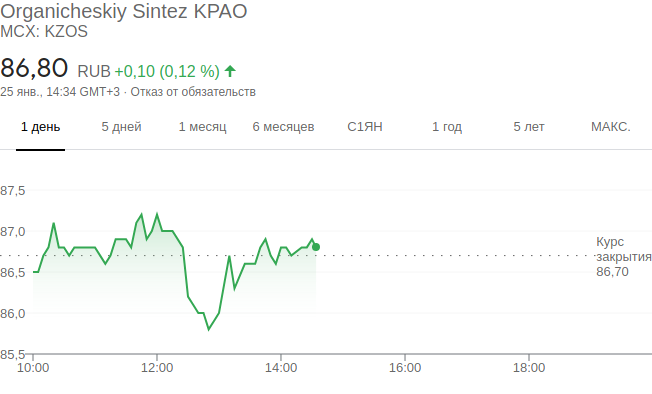 Organicheskiy Sintez KPAO
MCX: KZOS
86,80 RUB +0,10 (0,12 %)
25 янв., 14:34 GMT+3 · Отказ от обязательств
1 день 5 дней 1 месяц 6 месяцев С1ЯН 1 год 5 лет МАКС.
87,5
87,0
Курс
закрытия
86,70
86,5
86,0
85,5
10:00 12:00 14:00 16:00 18:00